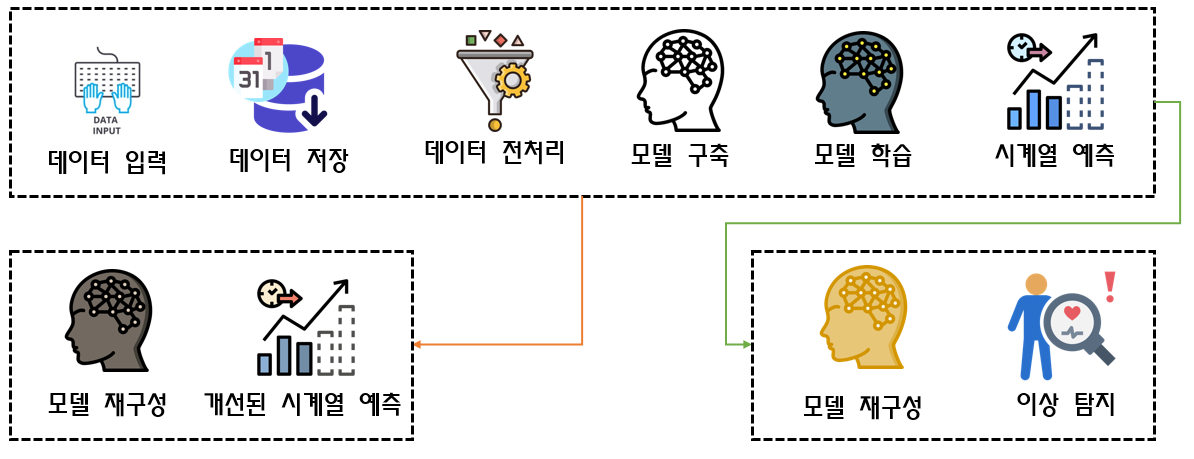 DATA
INPUT
데이터 입력
31
1
데이터 저장
데이터 전처리
모델 구축
모델 학습
시계열 예측
모델 재구성
개선된 시계열 예측
모델 재구성
!
이상 탐지